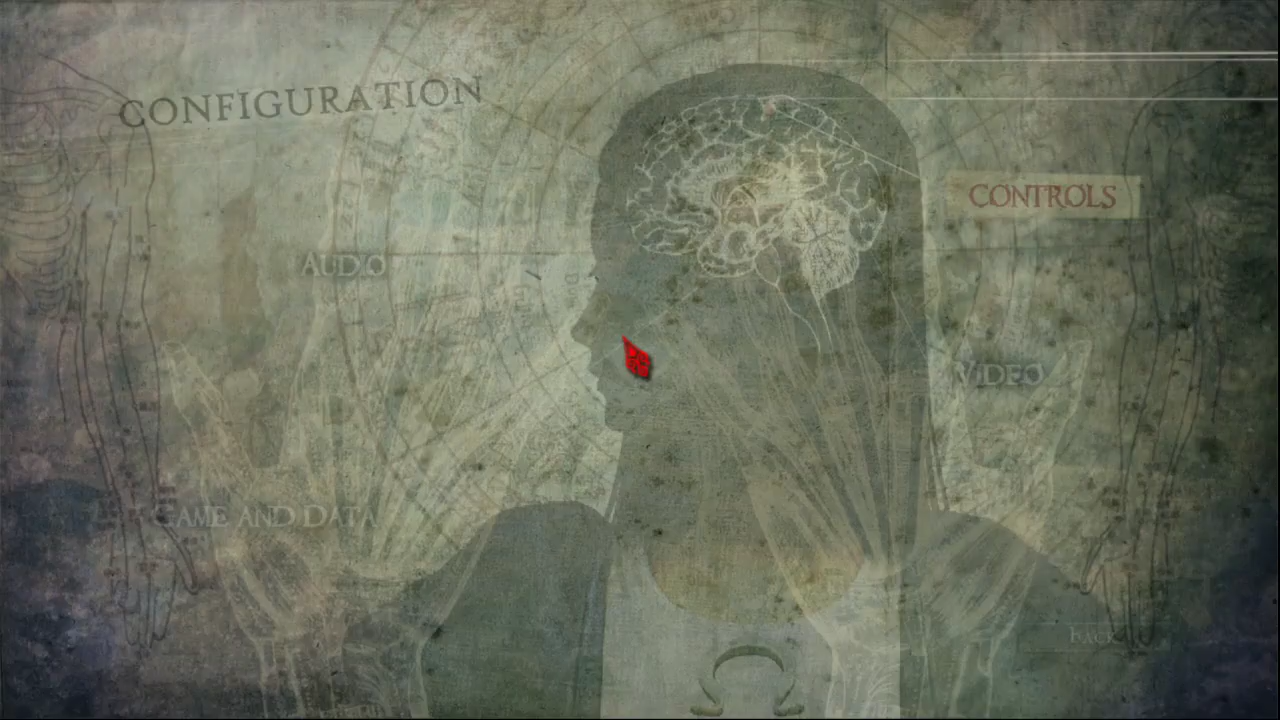 CONFIGURATION
CONTROLS
AUDIO
VIDEO
GAME AND DATA
BACK
Ω